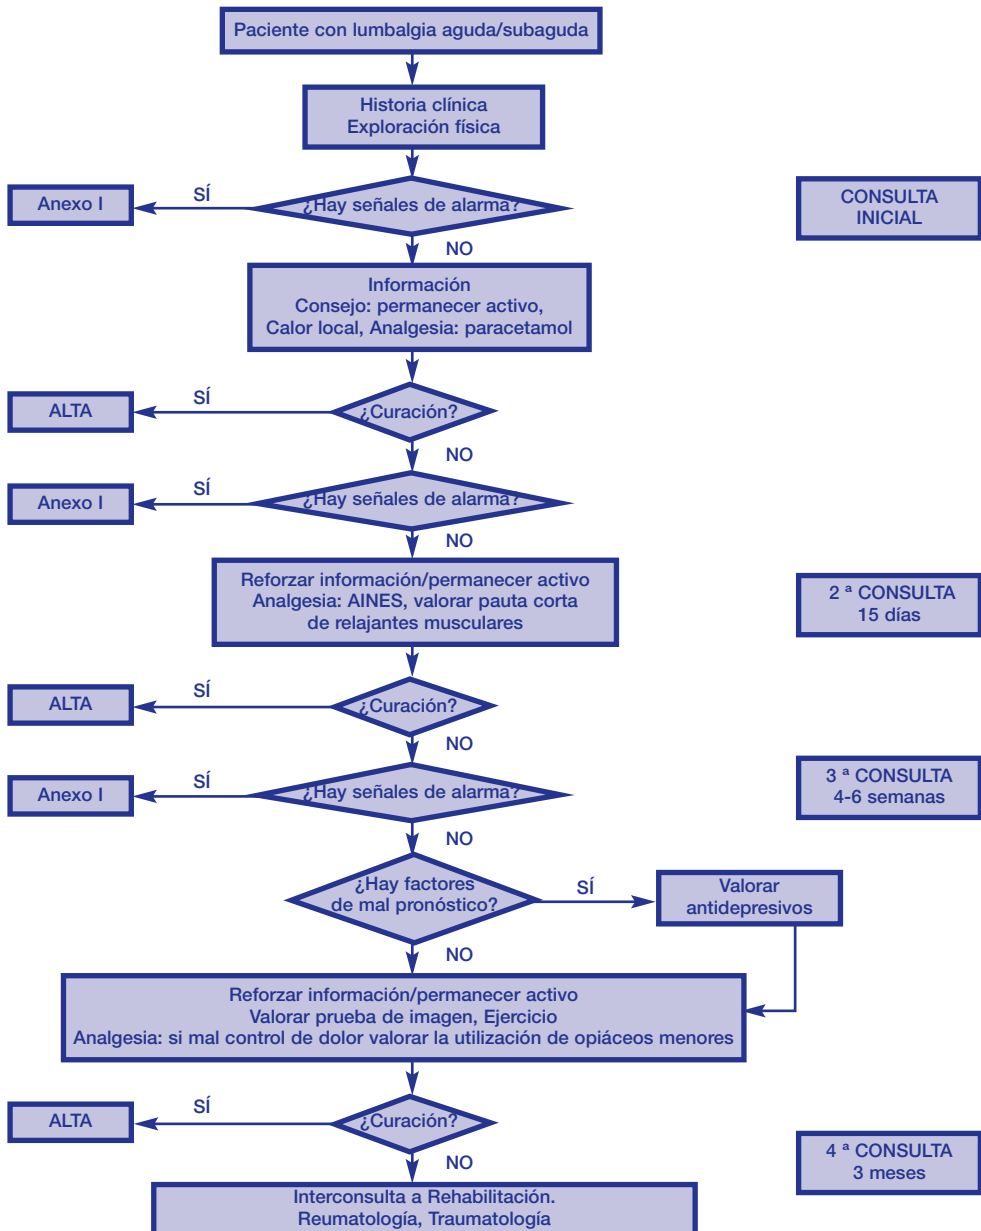 Paciente con lumbalgia aguda/subaguda
Historia clínica
Exploración física
Anexo I
SÍ
¿Hay señales de alarma?
CONSULTA
INICIAL
NO
Información
Consejo: permanecer activo,
Calor local, Analgesia: paracetamol
ALTA
SÍ
¿Curación?
NO
Anexo I
SÍ
¿Hay señales de alarma?
NO
Reforzar información/permanecer activo
Analgesia: AINES, valorar pauta corta
de relajantes musculares
2 ª CONSULTA
15 días
ALTA
SÍ
¿Curación?
NO
Anexo I
SÍ
¿Hay señales de alarma?
3 ª CONSULTA
4-6 semanas
NO
¿Hay factores
de mal pronóstico?
SÍ
Valorar
antidepresivos
NO
Reforzar información/permanecer activo
Valorar prueba de imagen, Ejercicio
Analgesia: si mal control de dolor valorar la utilización de opiáceos menores
ALTA
SÍ
¿Curación?
NO
4 ª CONSULTA
3 meses
Interconsulta a Rehabilitación.
Reumatología, Traumatología